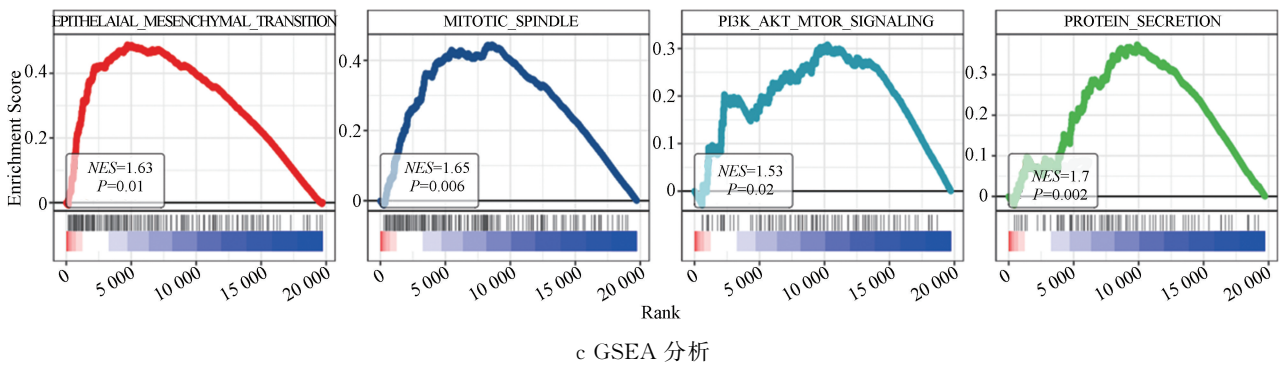 EPITHELAIAL_MESENCHYMAL_TRANSITION
MITOTIC_SPINDLE
PI3K_AKT_MTOR_SIGNALING
PROTEIN_SECRETION
Enrichment Score
0.4
0.2
0
NES=1.63
P=0.01
0.4
0.2
0
NES=1.65
P=0.006
0.3
0.2
0.1
0
NES=1.53
P=0.02
0.3
0.2
0.1
0
NES=1.7
P=0.002
0 5 000 10 000 15 000 20 000
0 5 000 10 000 15 000 20 000
0 5 000 10 000 15 000 20 000
0 5 000 10 000 15 000 20 000
Rank
c GSEA 分析